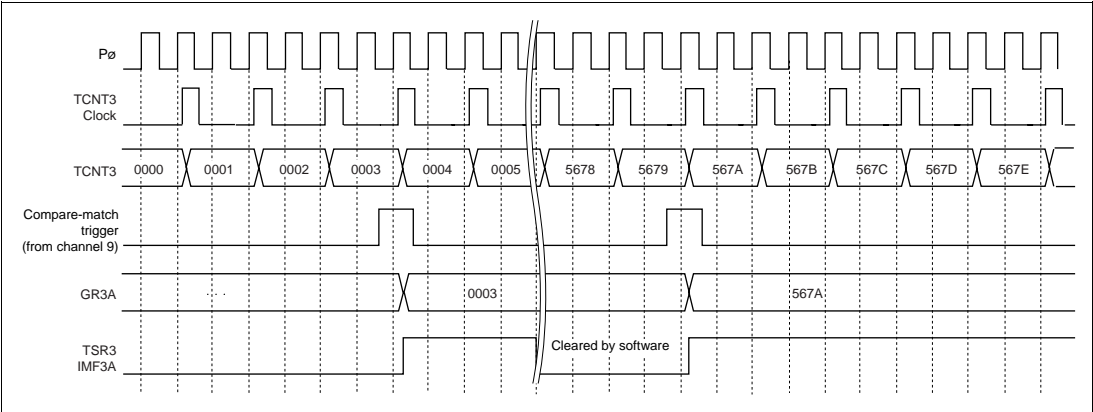 Pø
TCNT3
Clock
TCNT3
0000 0001 0002 0003 0004 0005 5678 5679 567A 567B 567C 567D 567E
Compare-match
trigger
(from channel 9)
GR3A
. . . 0003 567A
TSR3
IMF3A
Cleared by software